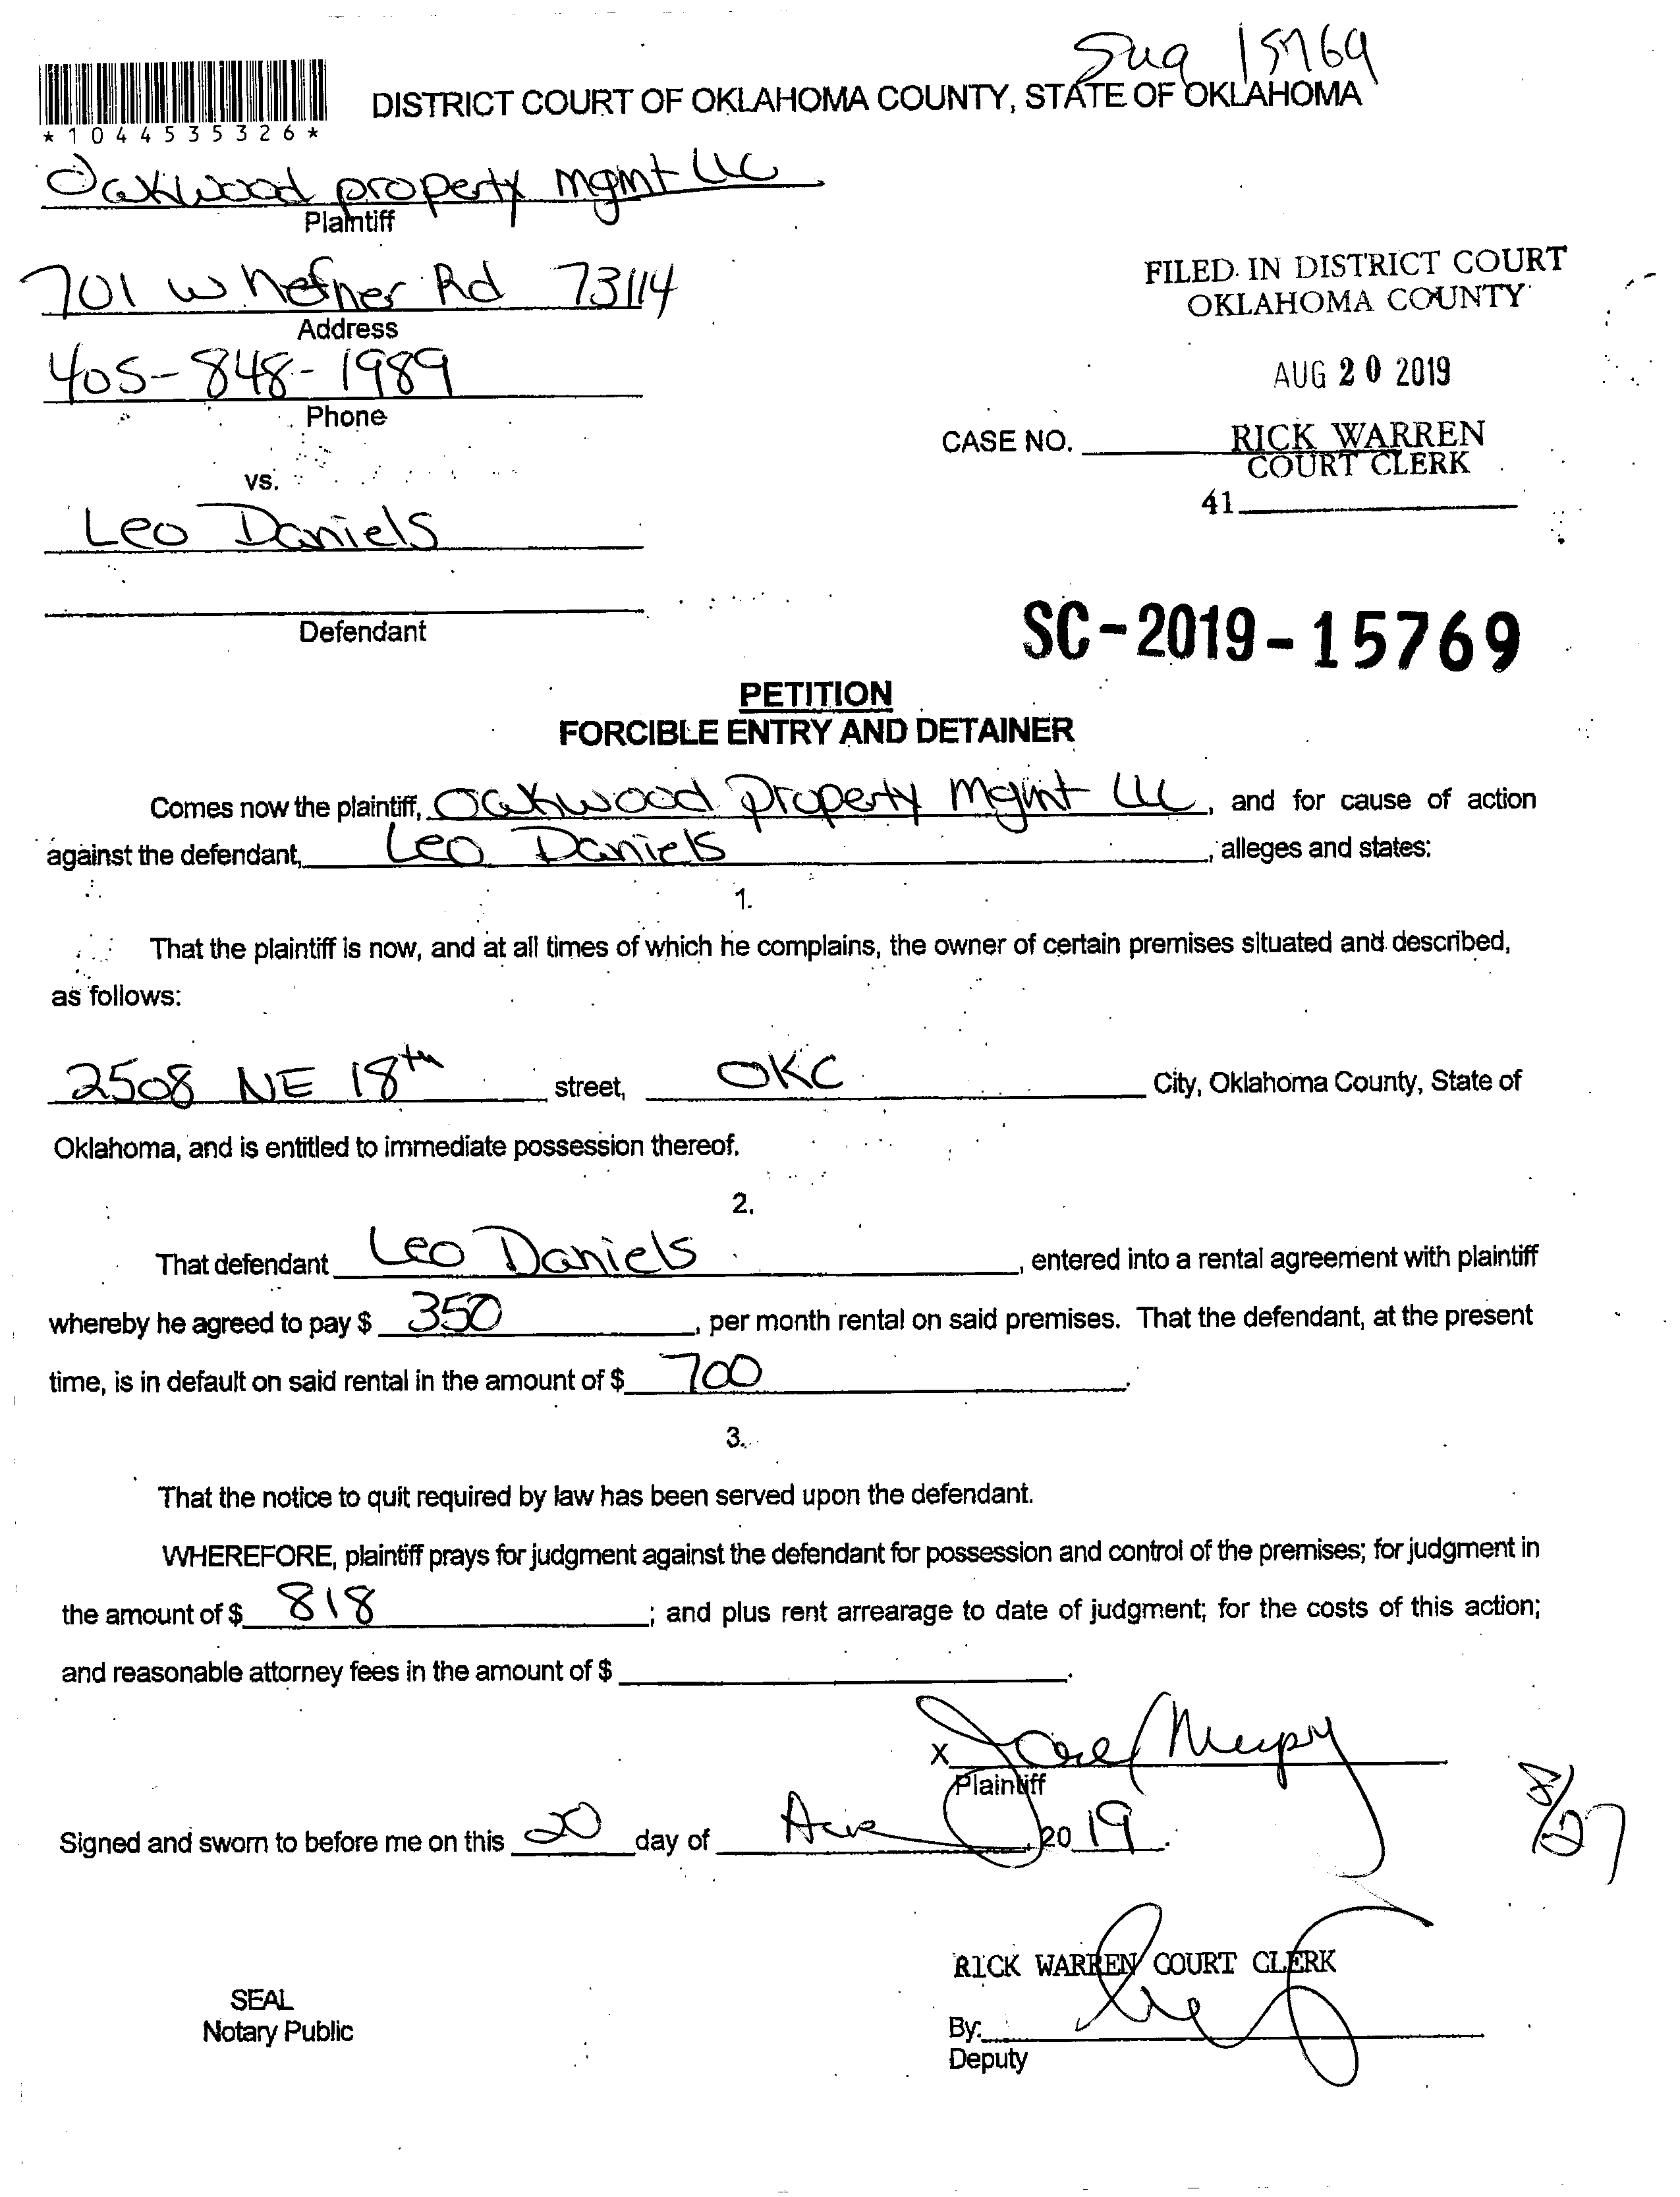 15769
*1044535326*
DISTRICT COURT OF OKLAHOMA COUNTY, STATE OF OKLAHOMA
Oakwood property mgmt LLC
Plaintiff
701 W Hefner Rd 73114
Address
405-848-1989
Phone
FILED IN DISTRICT COURT
OKLAHOMA COUNTY
AUG 20 2019
CASE NO.
RICK WARREN
COURT CLERK
41
vs.
Leo Daniels
Defendant
SC-2019-15769
PETITION
FORCIBLE ENTRY AND DETAINER
Comes now the plaintiff, Oakwood Property Mgmt LLC, and for cause of action
against the defendant, Leo Daniels, alleges and states:
1.
That the plaintiff is now, and at all times of which he complains, the owner of certain premises situated and described,
as follows:
2508 NE 18th street, OKC City, Oklahoma County, State of
Oklahoma, and is entitled to immediate possession thereof.
2.
That defendant Leo Daniels, entered into a rental agreement with plaintiff
whereby he agreed to pay $ 350, per month rental on said premises. That the defendant, at the present
time, is in default on said rental in the amount of $ 700.
3.
That the notice to quit required by law has been served upon the defendant.
WHEREFORE, plaintiff prays for judgment against the defendant for possession and control of the premises; for judgment in
the amount of $ 818; and plus rent arrearage to date of judgment; for the costs of this action;
and reasonable attorney fees in the amount of $ .
X
Plaintiff
Signed and sworn to before me on this 20 day of , 20 19.
8/27
RICK WARREN COURT CLERK
SEAL
Notary Public
By:
Deputy